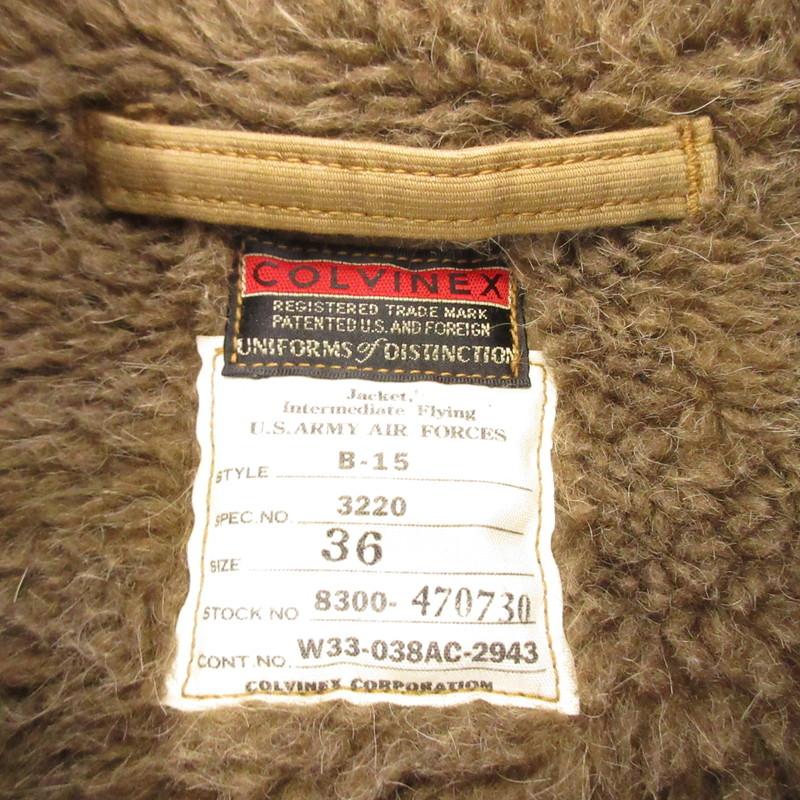 COLVINEX
REGISTERED TRADE MARK
PATENTED U.S. AND FOREIGN
UNIFORMS of DISTINCTION
Jacket,
Intermediate Flying
U.S. ARMY AIR FORCES
STYLE B-15
SPEC. NO. 3220
SIZE 36
STOCK NO 8300- 470730
CONT. NO. W33-038AC-2943
COLVINEX CORPORATION